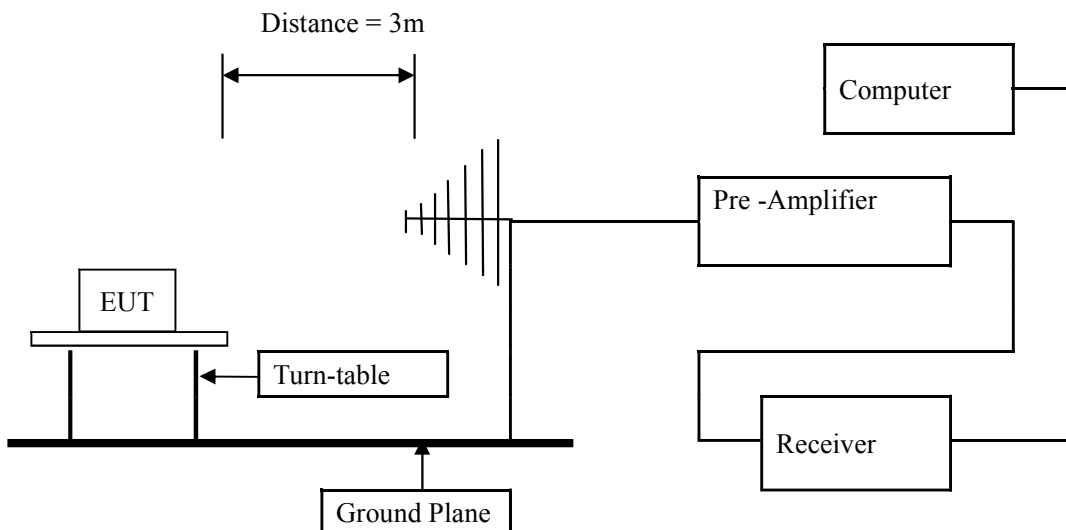 Distance = 3m
Computer
Pre -Amplifier
EUT
Turn-table
Receiver
Ground Plane